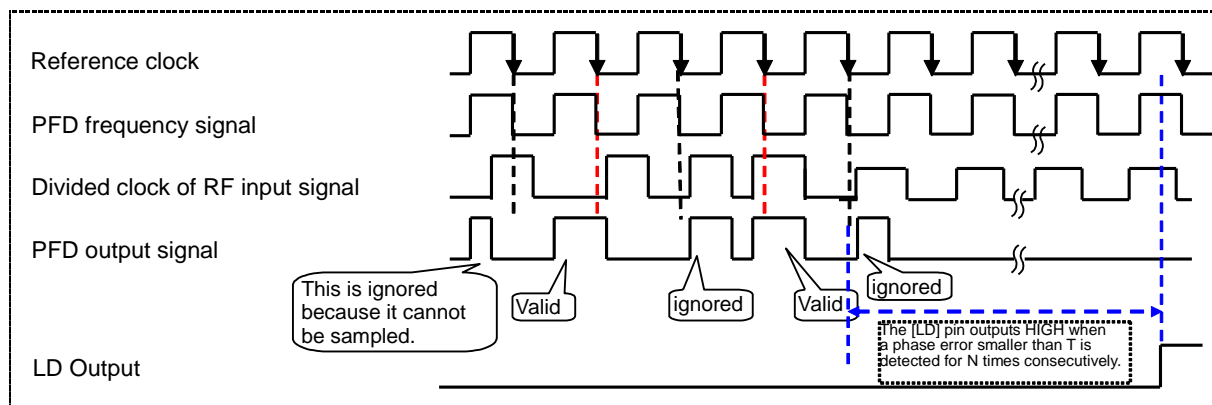 Reference clock
PFD frequency signal
Divided clock of RF input signal
PFD output signal
This is ignored
because it cannot
be sampled.
Valid
ignored
Valid
ignored
The [LD] pin outputs HIGH when
a phase error smaller than T is
detected for N times consecutively.
LD Output